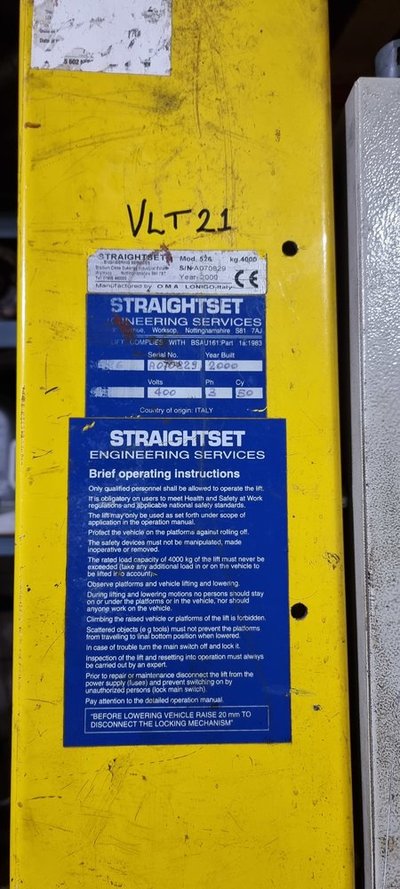 S 602
VLT 21
STRAIGHTSET
Mod. 526 kg. 4000
ENGINEERING SERVICES
S/N A070829
Worksop Nottinghamshire S81 7AJ
Year 2000
CE
Manufactured by O M A LONIGO, Italy
STRAIGHTSET
ENGINEERING SERVICES
Worksop, Nottinghamshire S81 7AJ
LIFT COMPLIES WITH BSAU161:Part 1a:1983
Serial No. Year Built
A070829 2000
Volts Ph Cy
400 3 50
Country of origin: ITALY
STRAIGHTSET
ENGINEERING SERVICES
Brief operating instructions
Only qualified personnel shall be allowed to operate the lift.
It is obligatory on users to meet Health and Safety at Work
regulations and applicable national safety standards.
The lift may only be used as set forth under scope of
application in the operation manual.
Protect the vehicle on the platforms against rolling off.
The safety devices must not be manipulated, made
inoperative or removed.
The rated load capacity of 4000 kg of the lift must never be
exceeded (take any additional load in or on the vehicle to
be lifted into account).
Observe platforms and vehicle lifting and lowering.
During lifting and lowering motions no persons should stay
on or under the platforms or in the vehicle, nor should
anyone work on the vehicle.
Climbing the raised vehicle or platforms of the lift is forbidden.
Scattered objects (e.g tools) must not prevent the platforms
from travelling to final bottom position when lowered.
In case of trouble turn the main switch off and lock it.
Inspection of the lift and resetting into operation must always
be carried out by an expert.
Prior to repair or maintenance disconnect the lift from the
power supply (fuses) and prevent switching on by
unauthorized persons (lock main switch).
Pay attention to the detailed operation manual.
"BEFORE LOWERING VEHICLE RAISE 20 mm TO
DISCONNECT THE LOCKING MECHANISM"